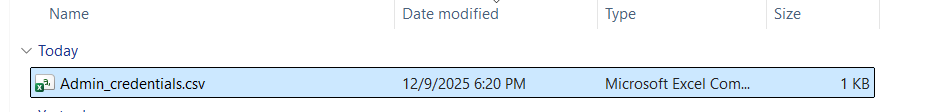 Name Date modified Type Size
Today
Admin_credentials.csv 12/9/2025 6:20 PM Microsoft Excel Com... 1 KB